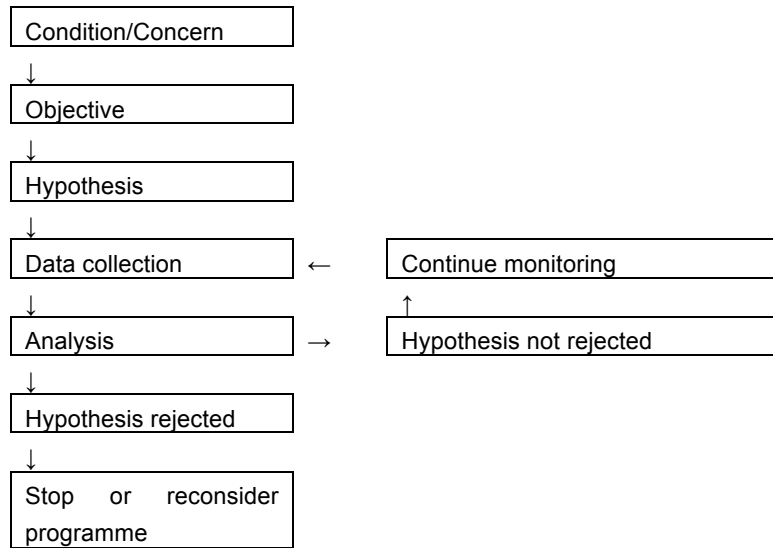 Condition/Concern
↓
Objective
↓
Hypothesis
↓
Data collection ← Continue monitoring
↓ ↑
Analysis → Hypothesis not rejected
↓
Hypothesis rejected
↓
Stop or reconsider
programme